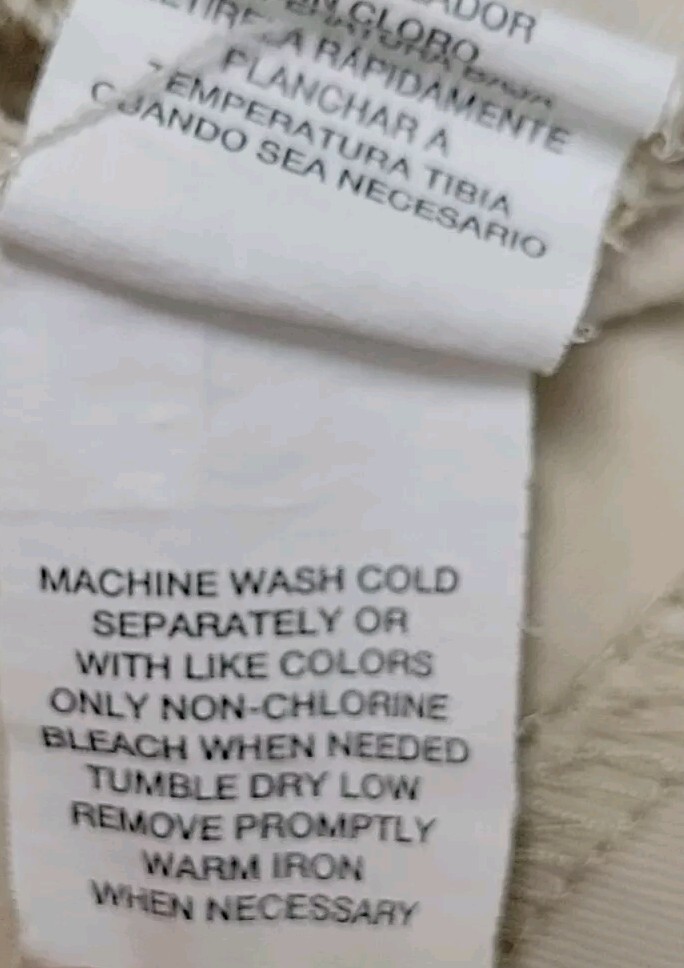 EN CLORO
RÁPIDAMENTE
PLANCHAR A
TEMPERATURA TIBIA
CUANDO SEA NECESARIO
MACHINE WASH COLD
SEPARATELY OR
WITH LIKE COLORS
ONLY NON-CHLORINE
BLEACH WHEN NEEDED
TUMBLE DRY LOW
REMOVE PROMPTLY
WARM IRON
WHEN NECESSARY